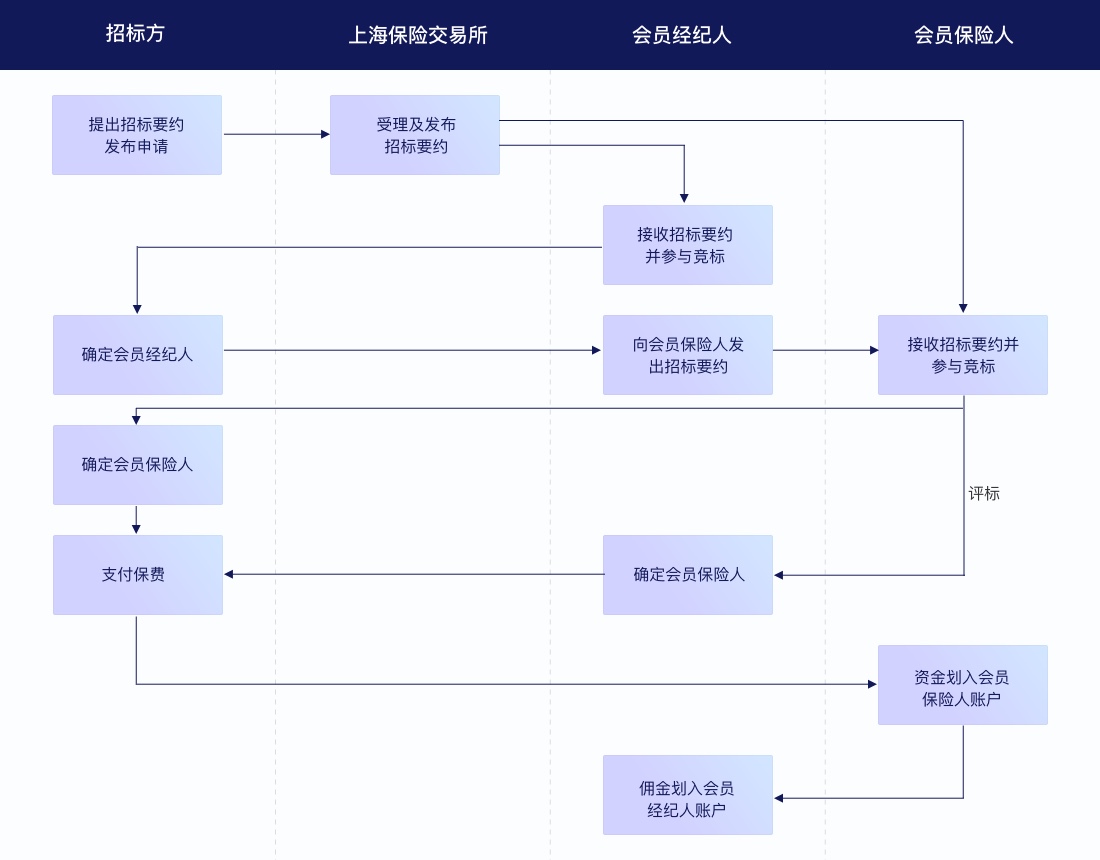 招标方
上海保险交易所
会员经纪人
会员保险人
提出招标要约
发布申请
受理及发布
招标要约
接收招标要约
并参与竞标
确定会员经纪人
向会员保险人发
出招标要约
接收招标要约并
参与竞标
确定会员保险人
评标
支付保费
确定会员保险人
资金划入会员
保险人账户
佣金划入会员
经纪人账户